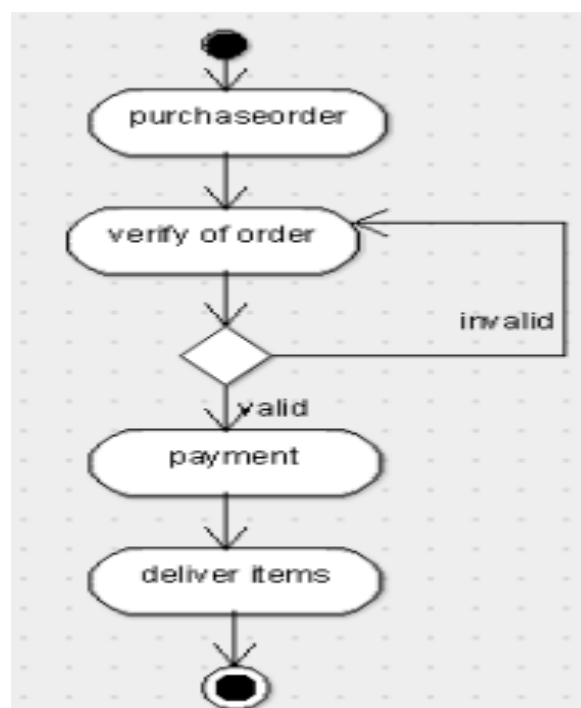 purchaseorder
verify of order
invalid
valid
payment
deliver items